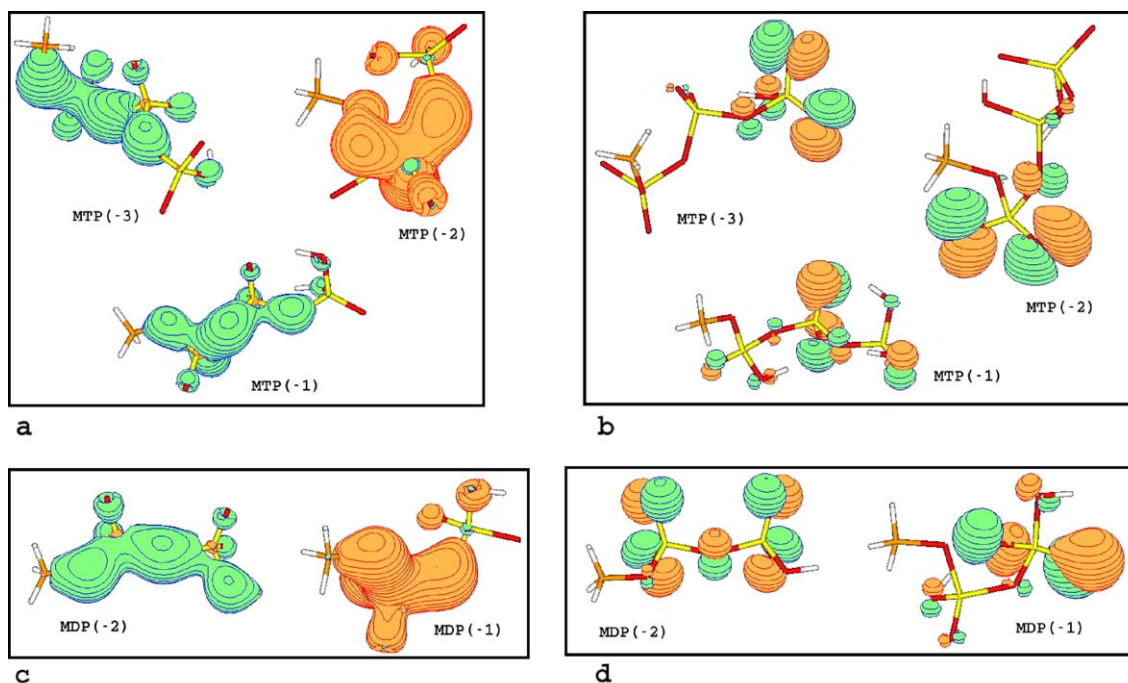 MTP(-3)
MTP(-2)
MTP(-1)
a
MTP(-3)
MTP(-2)
MTP(-1)
b
MDP(-2)
MDP(-1)
c
MDP(-2)
MDP(-1)
d